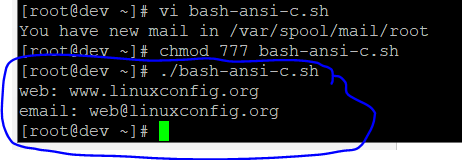 [root@dev ~]# vi bash-ansi-c.sh
You have new mail in /var/spool/mail/root
[root@dev ~]# chmod 777 bash-ansi-c.sh
[root@dev ~]# ./bash-ansi-c.sh
web: www.linuxconfig.org
email: web@linuxconfig.org
[root@dev ~]#